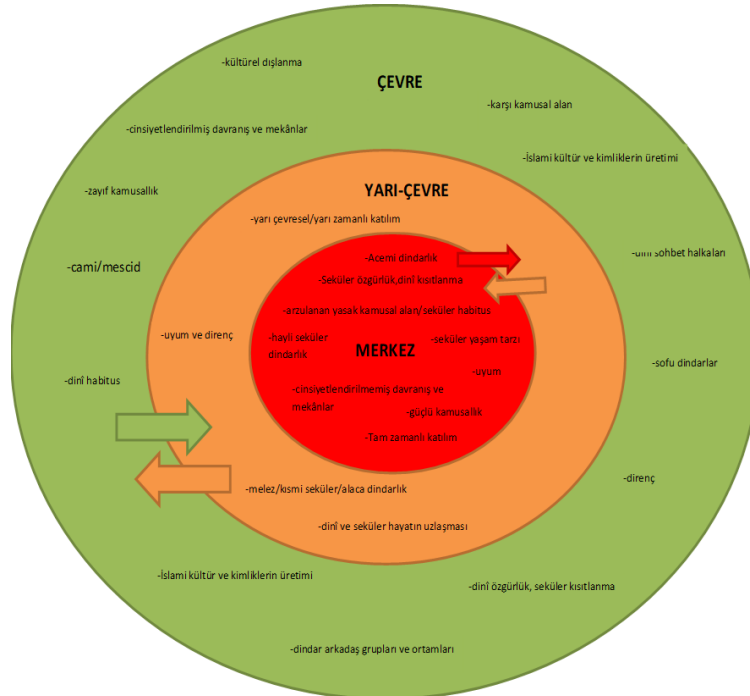 -kültürel dışlanma
ÇEVRE
-karşı kamusal alan
-cinsiyetlendirilmiş davranış ve mekânlar
-İslami kültür ve kimliklerin üretimi
-zayıf kamusallık
YARI-ÇEVRE
-yarı çevresel/yarı zamanlı katılım
-dinî sohbet halkaları
-cami/mescid
-Acemi dindarlık
-Seküler özgürlük,dinî kısıtlanma
-arzulanan yasak kamusal alan/seküler habitus
-uyum ve direnç
-hayli seküler
dindarlık
-seküler yaşam tarzı
MERKEZ
-sofu dindarlar
-uyum
-dinî habitus
-cinsiyetlendirilmemiş davranış ve
mekânlar
-güçlü kamusallık
-Tam zamanlı katılım
-direnç
-melez/kısmi seküler/alaca dindarlık
-dinî ve seküler hayatın uzlaşması
-İslami kültür ve kimliklerin üretimi
-dinî özgürlük, seküler kısıtlanma
-dindar arkadaş grupları ve ortamları